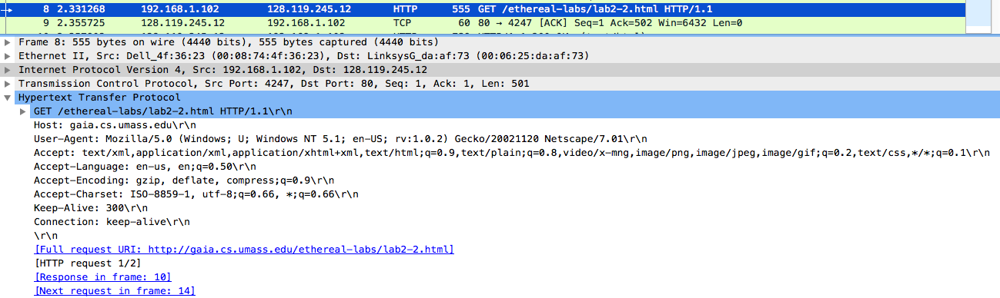 8 2.331268 192.168.1.102 128.119.245.12 HTTP 555 GET /ethereal-labs/lab2-2.html HTTP/1.1
9 2.355725 128.119.245.12 192.168.1.102 TCP 60 80 → 4247 [ACK] Seq=1 Ack=502 Win=6432 Len=0
Frame 8: 555 bytes on wire (4440 bits), 555 bytes captured (4440 bits)
Ethernet II, Src: Dell_4f:36:23 (00:08:74:4f:36:23), Dst: LinksysG_da:af:73 (00:06:25:da:af:73)
Internet Protocol Version 4, Src: 192.168.1.102, Dst: 128.119.245.12
Transmission Control Protocol, Src Port: 4247, Dst Port: 80, Seq: 1, Ack: 1, Len: 501
Hypertext Transfer Protocol
GET /ethereal-labs/lab2-2.html HTTP/1.1\r\n
Host: gaia.cs.umass.edu\r\n
User-Agent: Mozilla/5.0 (Windows; U; Windows NT 5.1; en-US; rv:1.0.2) Gecko/20021120 Netscape/7.01\r\n
Accept: text/xml,application/xml,application/xhtml+xml,text/html;q=0.9,text/plain;q=0.8,video/x-mng,image/png,image/jpeg,image/gif;q=0.2,text/css,*/*;q=0.1\r\n
Accept-Language: en-us, en;q=0.50\r\n
Accept-Encoding: gzip, deflate, compress;q=0.9\r\n
Accept-Charset: ISO-8859-1, utf-8;q=0.66, *;q=0.66\r\n
Keep-Alive: 300\r\n
Connection: keep-alive\r\n
\r\n
[Full request URI: http://gaia.cs.umass.edu/ethereal-labs/lab2-2.html]
[HTTP request 1/2]
[Response in frame: 10]
[Next request in frame: 14]